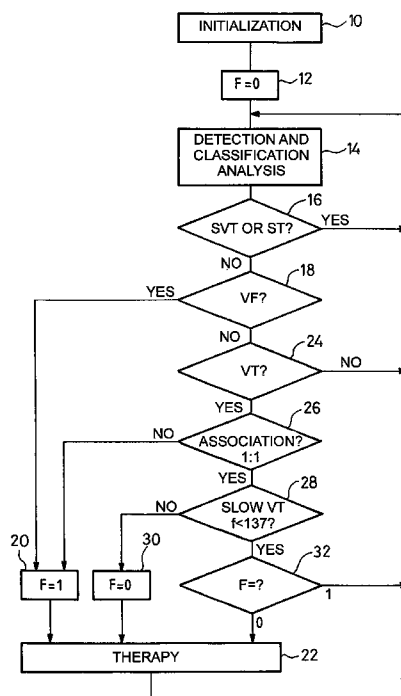 INITIALIZATION
10
F=0
12
DETECTION AND
CLASSIFICATION
ANALYSIS
14
16
SVT OR ST?
YES
NO
18
YES
VF?
NO
24
VT?
NO
YES
26
NO
ASSOCIATION?
1:1
YES
28
NO
SLOW VT
f<137?
YES
20
30
32
F=1
F=0
F=?
1
0
THERAPY
22